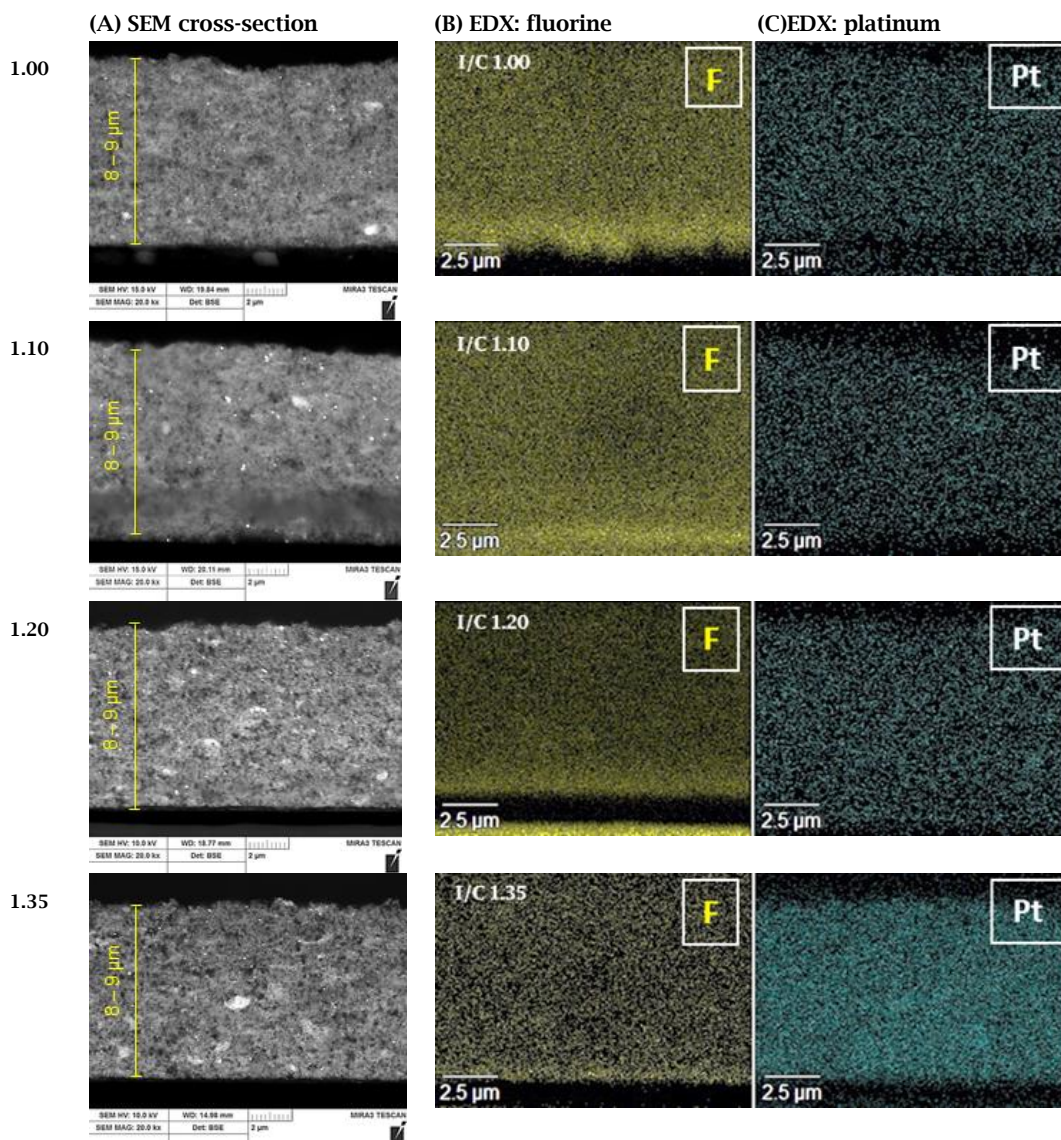 (A) SEM cross-section
(B) EDX: fluorine
(C)EDX: platinum
1.00
8 – 9 µm
SEM HV: 15.0 kV
WD: 19.84 mm
MIRA3 TESCAN
SEM MAG: 20.0 kx
Det: BSE
2 µm
I/C 1.00
F
2.5 µm
Pt
2.5 µm
1.10
8 – 9 µm
SEM HV: 15.0 kV
WD: 20.11 mm
MIRA3 TESCAN
SEM MAG: 20.0 kx
Det: BSE
2 µm
I/C 1.10
F
2.5 µm
Pt
2.5 µm
1.20
8 – 9 µm
SEM HV: 10.0 kV
WD: 18.77 mm
MIRA3 TESCAN
SEM MAG: 20.0 kx
Det: BSE
2 µm
I/C 1.20
F
2.5 µm
Pt
2.5 µm
1.35
8 – 9 µm
SEM HV: 10.0 kV
WD: 14.98 mm
MIRA3 TESCAN
SEM MAG: 20.0 kx
Det: BSE
2 µm
I/C 1.35
F
2.5 µm
Pt
2.5 µm